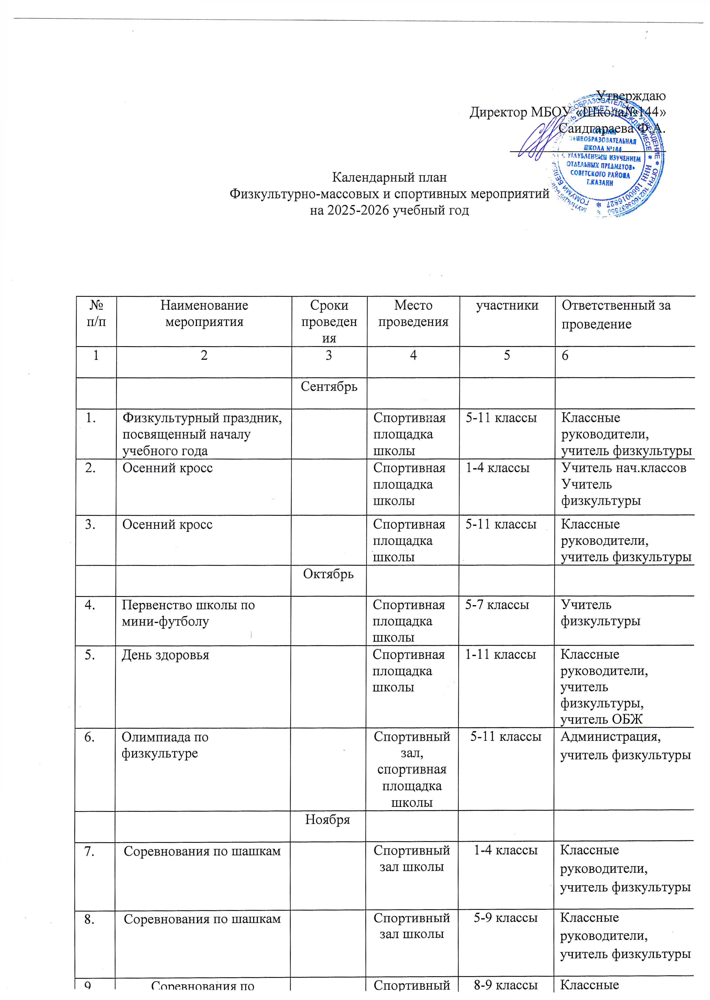 Утверждаю
Директор МБОУ «Школа№144»
Саидгараева Ф.А.
ОБЩЕОБРАЗОВАТЕЛЬНАЯ
ШКОЛА №144
С УГЛУБЛЕННЫМ ИЗУЧЕНИЕМ
ОТДЕЛЬНЫХ ПРЕДМЕТОВ»
СОВЕТСКОГО РАЙОНА
Г.КАЗАНИ
ИНН 1660016827
Календарный план
Физкультурно-массовых и спортивных мероприятий
на 2025-2026 учебный год
№ п/п
Наименование мероприятия
Сроки проведен ия
Место проведения
участники
Ответственный за проведение
1 2 3 4 5 6
Сентябрь
1.
Физкультурный праздник,
посвященный началу
учебного года
Спортивная
площадка
школы
5-11 классы
Классные
руководители,
учитель физкультуры
2.
Осенний кросс
Спортивная
площадка
школы
1-4 классы
Учитель нач.классов
Учитель
физкультуры
3.
Осенний кросс
Спортивная
площадка
школы
5-11 классы
Классные
руководители,
учитель физкультуры
Октябрь
4.
Первенство школы по
мини-футболу
Спортивная
площадка
школы
5-7 классы
Учитель
физкультуры
5.
День здоровья
Спортивная
площадка
школы
1-11 классы
Классные
руководители,
учитель
физкультуры,
учитель ОБЖ
6.
Олимпиада по
физкультуре
Спортивный
зал,
спортивная
площадка
школы
5-11 классы
Администрация,
учитель физкультуры
Ноября
7.
Соревнования по шашкам
Спортивный
зал школы
1-4 классы
Классные
руководители,
учитель физкультуры
8.
Соревнования по шашкам
Спортивный
зал школы
5-9 классы
Классные
руководители,
учитель физкультуры
9
Соревнования по
Спортивный
8-9 классы
Классные